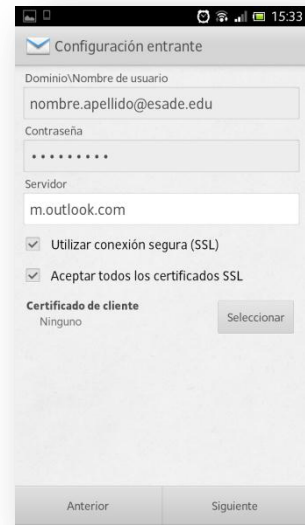 15:33
Configuración entrante
Dominio\Nombre de usuario
nombre.apellido@esade.edu
Contraseña
•••••••••
Servidor
m.outlook.com
Utilizar conexión segura (SSL)
Aceptar todos los certificados SSL
Certificado de cliente
Ninguno
Seleccionar
Anterior
Siguiente